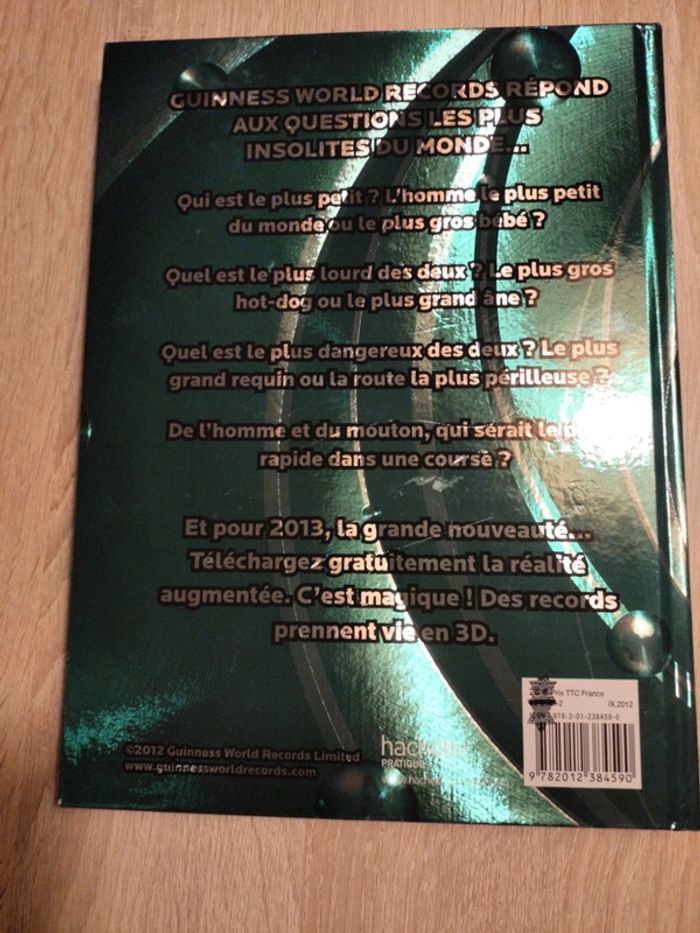 GUINNESS WORLD RECORDS RÉPOND
AUX QUESTIONS LES PLUS
INSOLITES DU MONDE...
Qui est le plus petit ? L'homme le plus petit
du monde ou le plus gros bébé ?
Quel est le plus lourd des deux ? Le plus gros
hot-dog ou le plus grand âne ?
Quel est le plus dangereux des deux ? Le plus
grand requin ou la route la plus périlleuse ?
De l'homme et du mouton, qui sérait le
rapide dans une course ?
Et pour 2013, la grande nouveauté...
Téléchargez gratuitement la réalité
augmentée. C'est magique ! Des records
prennent vie en 3D.
Prix TTC France
-2 IX.2012
ISBN 978-2-01-238459-0
9 782012 384590
©2012 Guinness World Records Limited
www.guinnessworldrecords.com
hachette
PRATIQUE